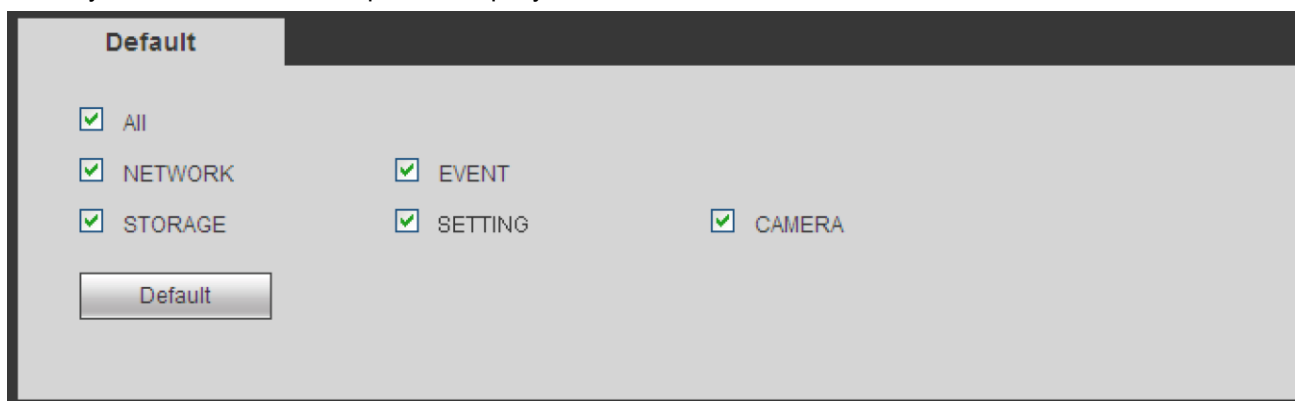 Default
All
NETWORK EVENT
STORAGE SETTING CAMERA
Default